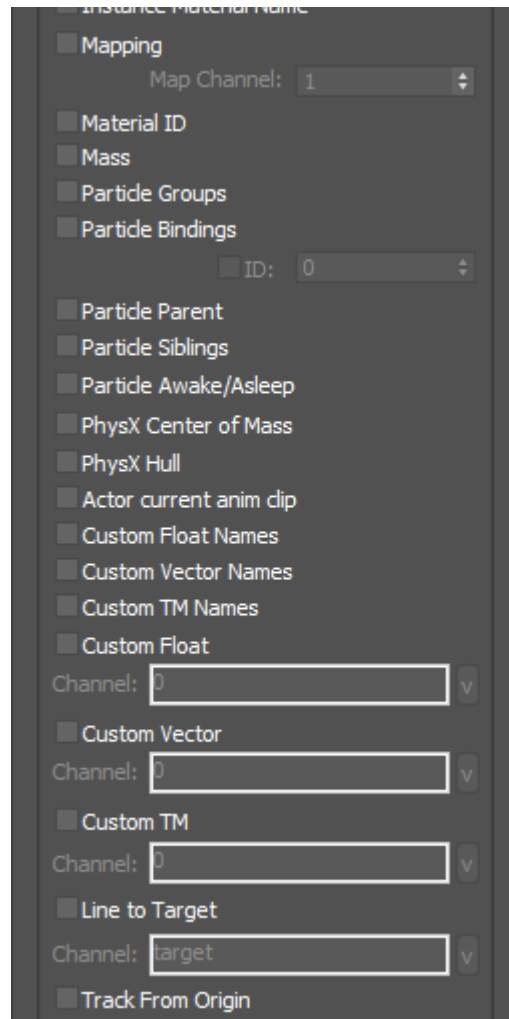 Instance Material Name
Mapping
Map Channel: 1
Material ID
Mass
Particle Groups
Particle Bindings
ID: 0
Particle Parent
Particle Siblings
Particle Awake/Asleep
PhysX Center of Mass
PhysX Hull
Actor current anim clip
Custom Float Names
Custom Vector Names
Custom TM Names
Custom Float
Channel: 0 v
Custom Vector
Channel: 0 v
Custom TM
Channel: 0 v
Line to Target
Channel: target v
Track From Origin